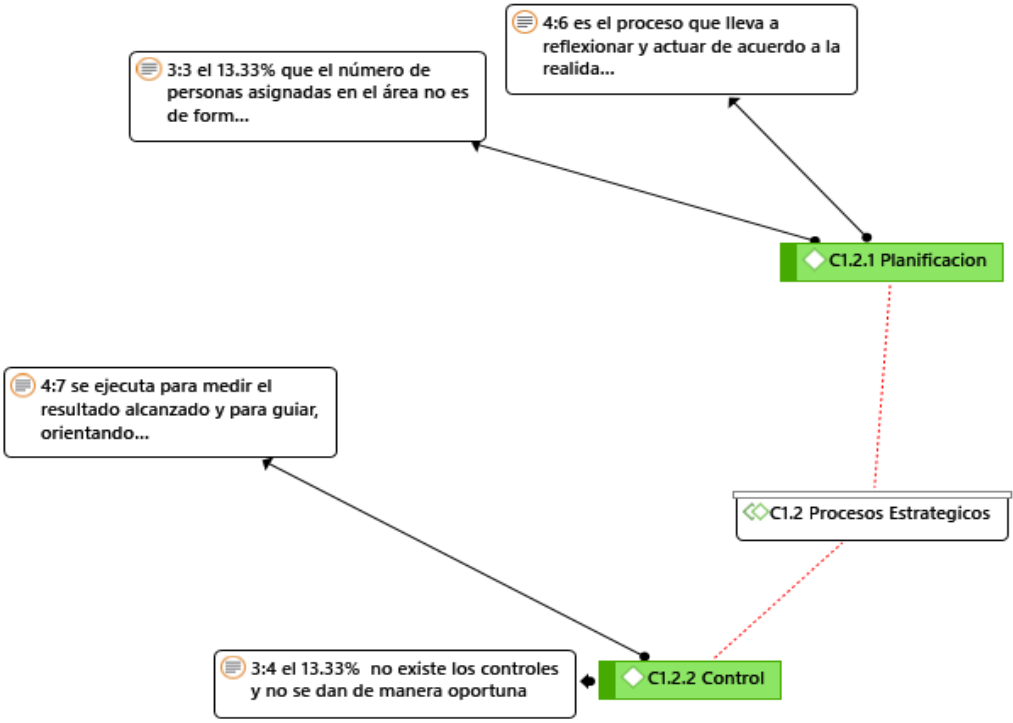 4:6 es el proceso que lleva a
reflexionar y actuar de acuerdo a la
realida...
3:3 el 13.33% que el número de
personas asignadas en el área no es
de form...
C1.2.1 Planificacion
4:7 se ejecuta para medir el
resultado alcanzado y para guiar,
orientando...
C1.2 Procesos Estrategicos
3:4 el 13.33% no existe los controles
y no se dan de manera oportuna
C1.2.2 Control